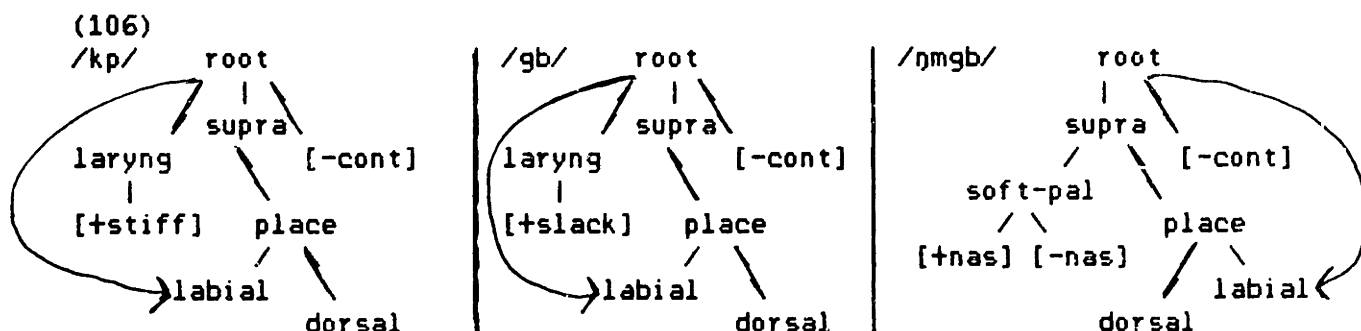 (106)
/kp/ root | /gb/ root | /ŋmgb/ root
supra supra supra
laryng [-cont] laryng [-cont] [-cont]
soft-pal
[+stiff] place [+slack] place place
[+nas] [-nas]
labial labial labial
dorsal dorsal dorsal